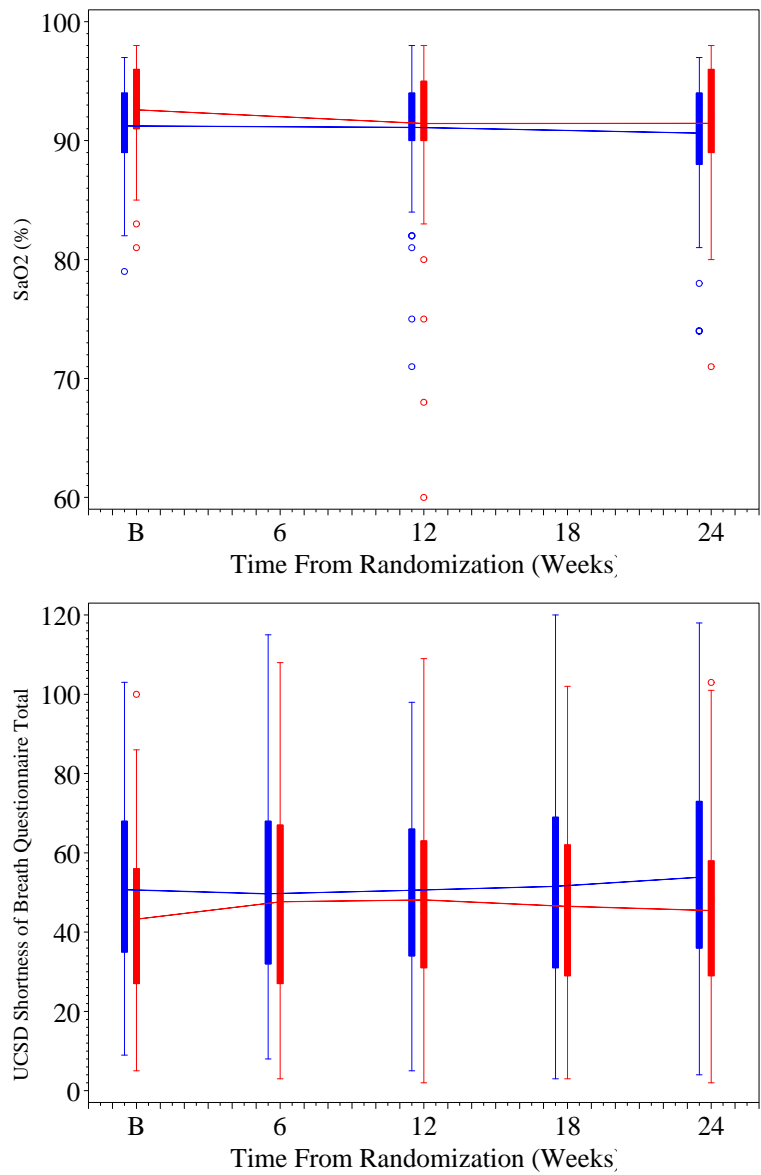 100
90
80
70
60
SaO2 (%)
B 6 12 18 24
Time From Randomization (Weeks)
120
100
80
60
40
20
0
UCSD Shortness of Breath Questionnaire Total
B 6 12 18 24
Time From Randomization (Weeks)